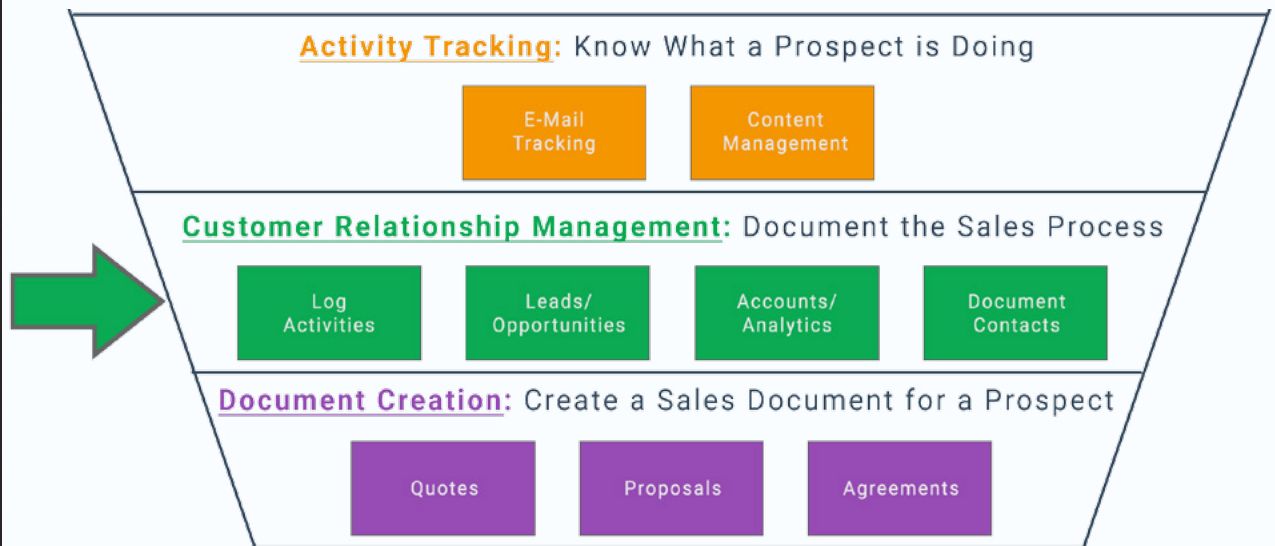 Activity Tracking: Know What a Prospect is Doing
E-Mail
Tracking
Content
Management
Customer Relationship Management: Document the Sales Process
Log
Activities
Leads/
Opportunities
Accounts/
Analytics
Document
Contacts
Document Creation: Create a Sales Document for a Prospect
Quotes
Proposals
Agreements